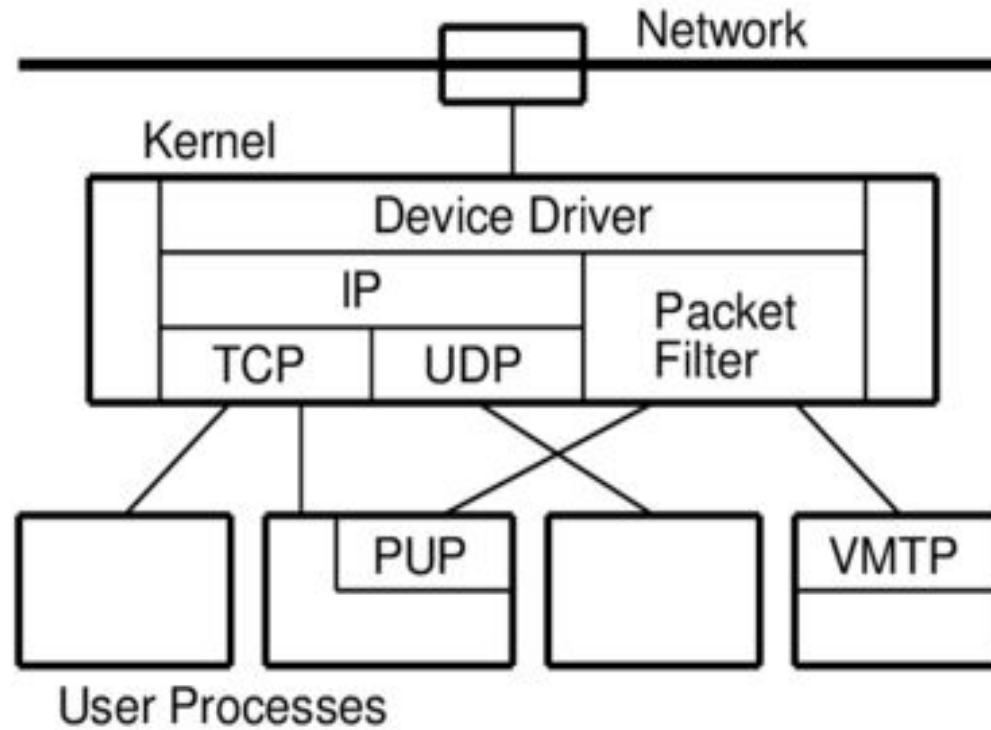 Network
Kernel
Device Driver
IP
Packet
Filter
TCP
UDP
PUP
VMTP
User Processes